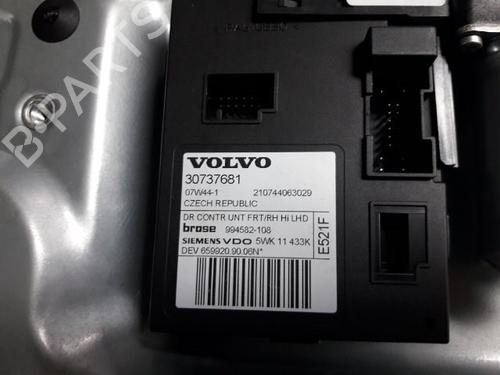 B-PARTS
VOLVO
30737681
07W44-1 210744063029
CZECH REPUBLIC
DR CONTR UNT FRT/RH Hi LHD
brose 994582-108
SIEMENS VDO 5WK 11 433K
DEV 659920.90.06N*
E521F